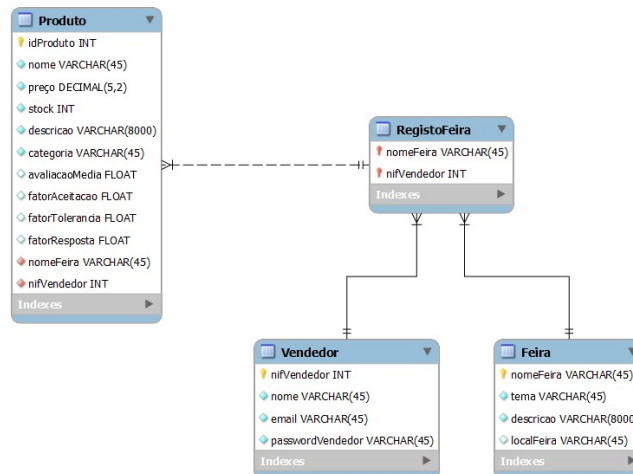 Produto
idProduto INT
nome VARCHAR(45)
preço DECIMAL(5,2)
stock INT
descricao VARCHAR(8000)
categoria VARCHAR(45)
avaliacaoMedia FLOAT
fatorAceitacao FLOAT
fatorTolerancia FLOAT
fatorResposta FLOAT
nomeFeira VARCHAR(45)
nifVendedor INT
Indexes
RegistoFeira
nomeFeira VARCHAR(45)
nifVendedor INT
Indexes
Vendedor
nifVendedor INT
nome VARCHAR(45)
email VARCHAR(45)
passwordVendedor VARCHAR(45)
Indexes
Feira
nomeFeira VARCHAR(45)
tema VARCHAR(45)
descricao VARCHAR(8000
localFeira VARCHAR(45)
Indexes